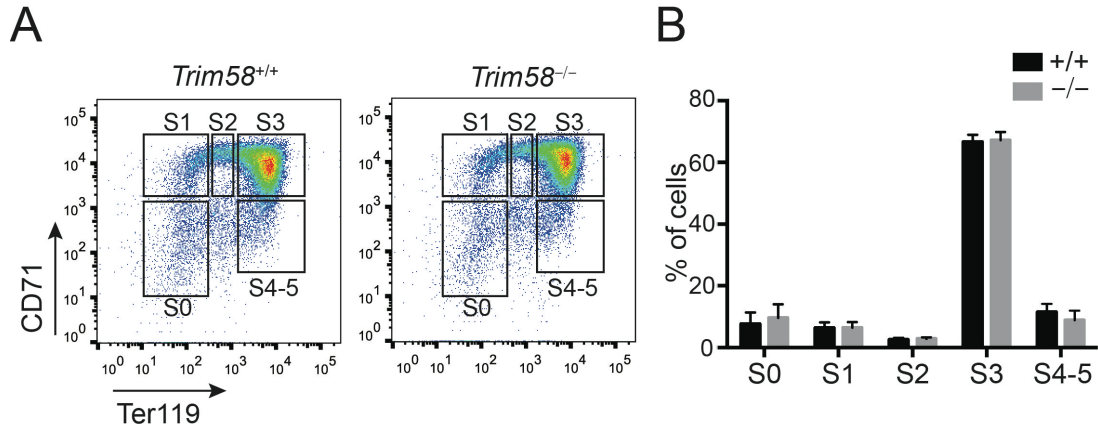 A
Trim58+/+
Trim58–/–
S1 S2 S3
S1 S2 S3
10⁵
10⁴
10³
10²
10¹
10⁰
10⁵
10⁴
10³
10²
10¹
10⁰
S0
S4-5
S0
S4-5
10⁰ 10¹ 10² 10³ 10⁴ 10⁵
10⁰ 10¹ 10² 10³ 10⁴ 10⁵
CD71
Ter119
B
+/+
–/–
80
60
40
20
0
% of cells
S0 S1 S2 S3 S4-5